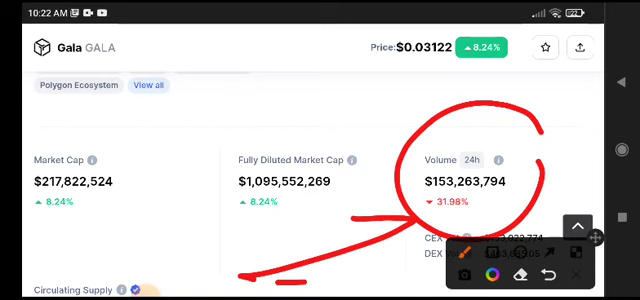 10:22 AM
22
Gala GALA
Price:$0.03122 8.24%
Polygon Ecosystem View all
Market Cap
$217,822,524
8.24%
Fully Diluted Market Cap
$1,095,552,269
8.24%
Volume 24h
$153,263,794
31.98%
CEX
DEX
Circulating Supply